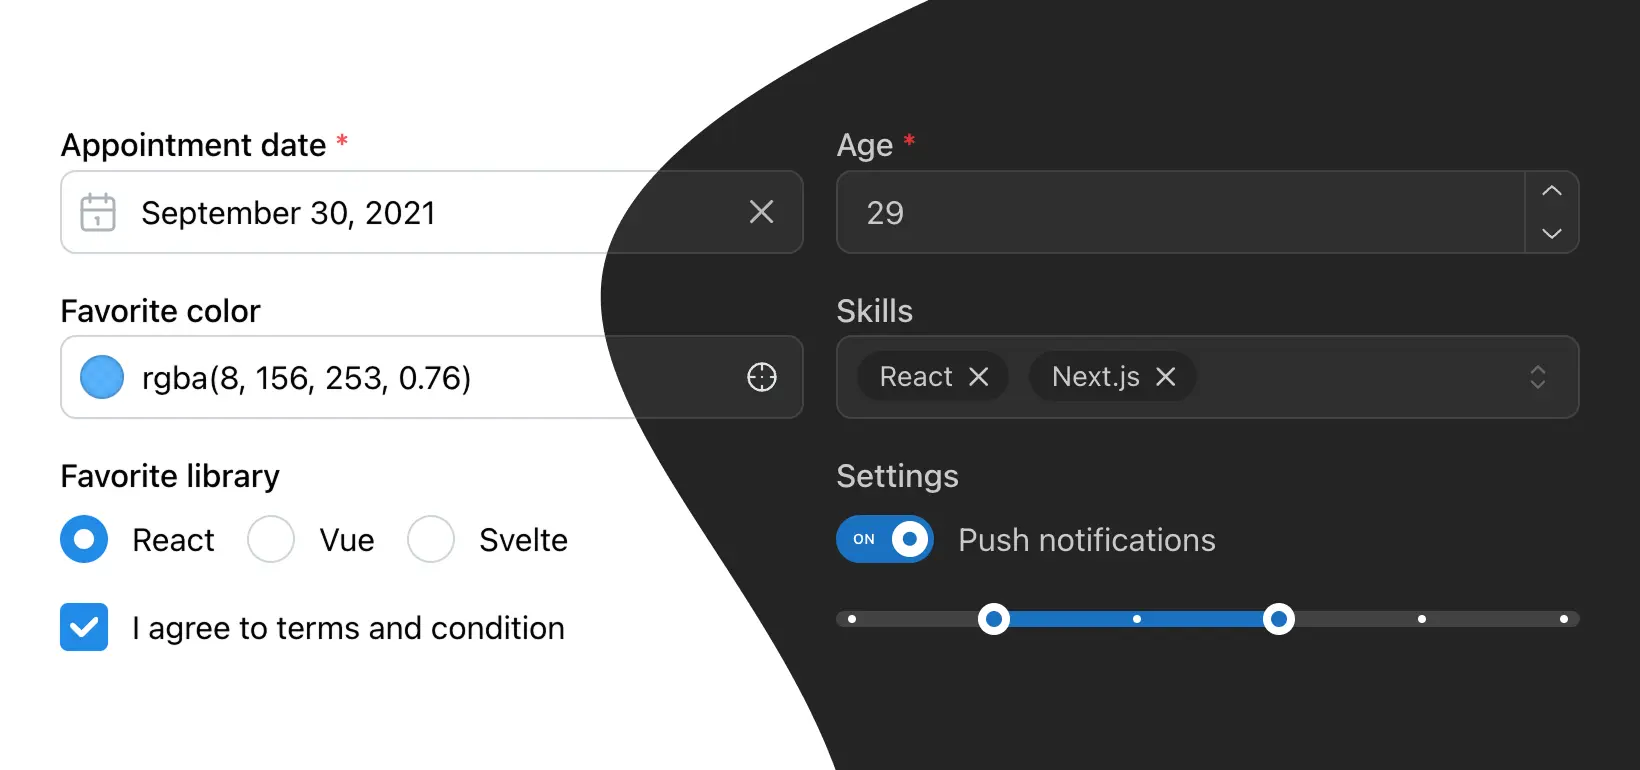 Appointment date *
1
September 30, 2021
Favorite color
rgba(8, 156, 253, 0.76)
Favorite library
React
Vue
Svelte
I agree to terms and condition
Age *
29
Skills
React
Next.js
Settings
ON
Push notifications